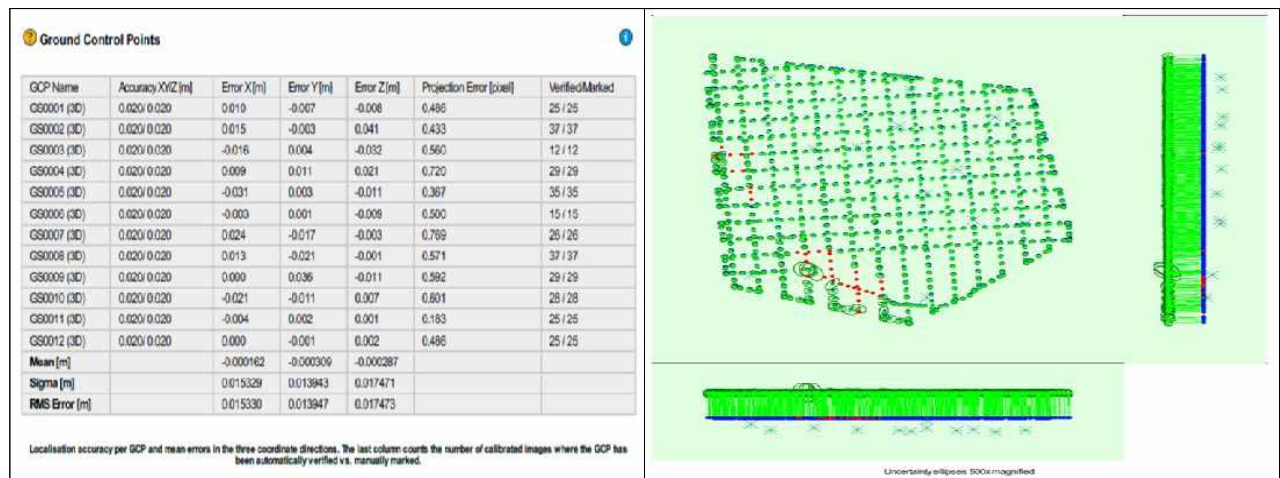 Ground Control Points
GCP Name Accuracy XY/Z [m] Error X [m] Error Y [m] Error Z [m] Projection Error [pixel] Verified/Marked
GS0001 (3D) 0.020/ 0.020 0.010 -0.007 -0.008 0.486 25 / 25
GS0002 (3D) 0.020/ 0.020 0.015 -0.003 0.041 0.433 37 / 37
GS0003 (3D) 0.020/ 0.020 -0.016 0.004 -0.032 0.560 12 / 12
GS0004 (3D) 0.020/ 0.020 0.009 0.011 0.021 0.720 29 / 29
GS0005 (3D) 0.020/ 0.020 -0.031 0.003 -0.011 0.367 35 / 35
GS0006 (3D) 0.020/ 0.020 -0.003 0.001 -0.009 0.500 15 / 15
GS0007 (3D) 0.020/ 0.020 0.024 -0.017 -0.003 0.769 26 / 26
GS0008 (3D) 0.020/ 0.020 0.013 -0.021 -0.001 0.571 37 / 37
GS0009 (3D) 0.020/ 0.020 0.000 0.036 -0.011 0.592 29 / 29
GS0010 (3D) 0.020/ 0.020 -0.021 -0.011 0.007 0.601 28 / 28
GS0011 (3D) 0.020/ 0.020 -0.004 0.002 0.001 0.183 25 / 25
GS0012 (3D) 0.020/ 0.020 0.000 -0.001 0.002 0.486 25 / 25
Mean [m] -0.000162 -0.000309 -0.000287
Sigma [m] 0.015329 0.013943 0.017471
RMS Error [m] 0.015330 0.013947 0.017473
Localisation accuracy per GCP and mean errors in the three coordinate directions. The last column counts the number of calibrated images where the GCP has
been automatically verified vs. manually marked.
Uncertainty ellipses 500x magnified